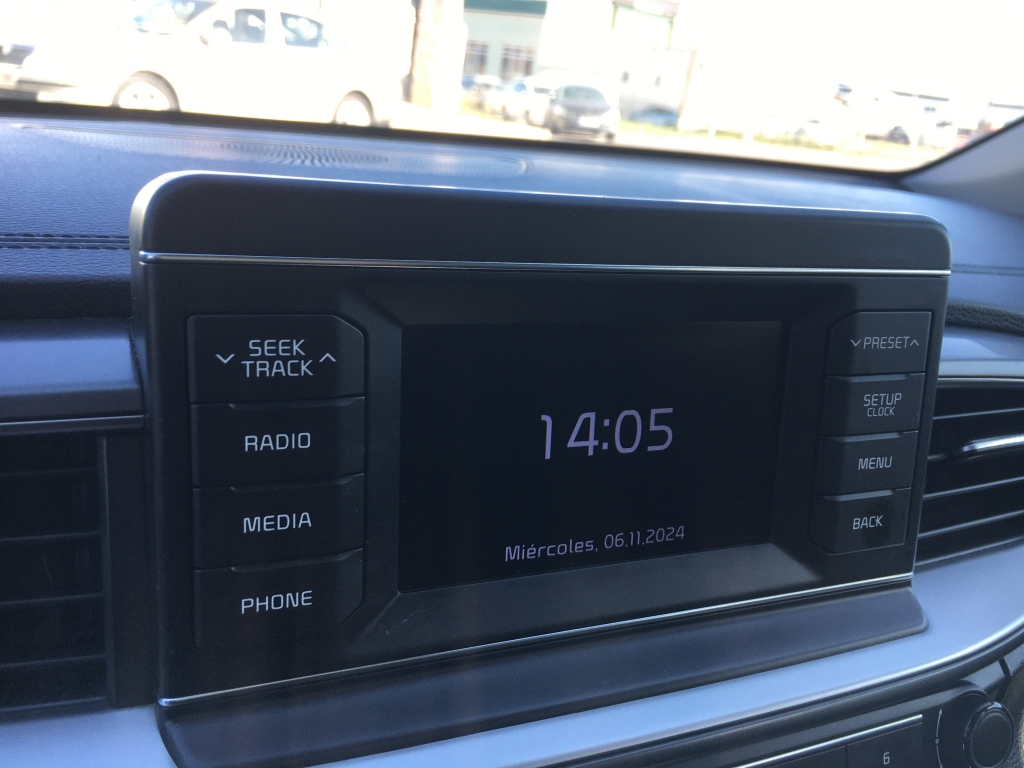 SEEK
TRACK
RADIO
MEDIA
PHONE
14:05
Miércoles, 06.11.2024
PRESET
SETUP
CLOCK
MENU
BACK
6